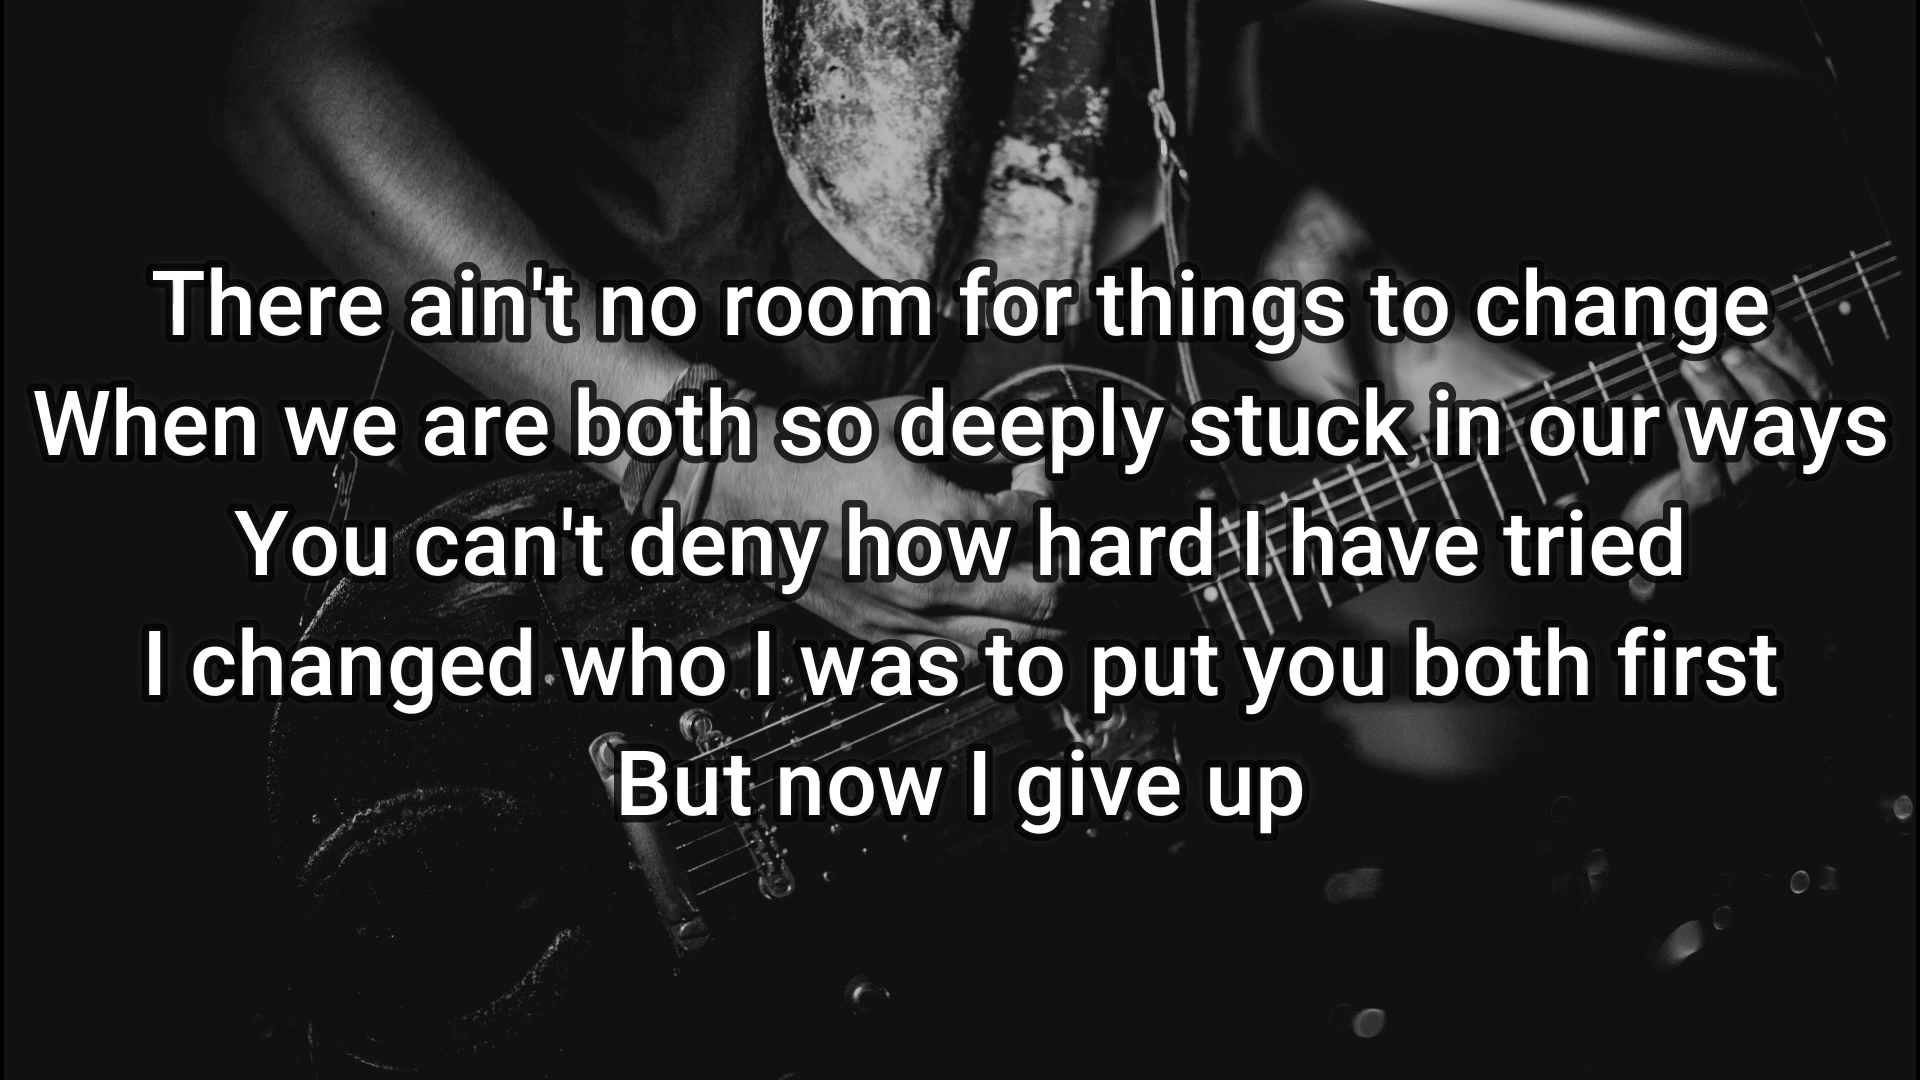 There ain't no room for things to change
When we are both so deeply stuck in our ways
You can't deny how hard I have tried
I changed who I was to put you both first
But now I give up